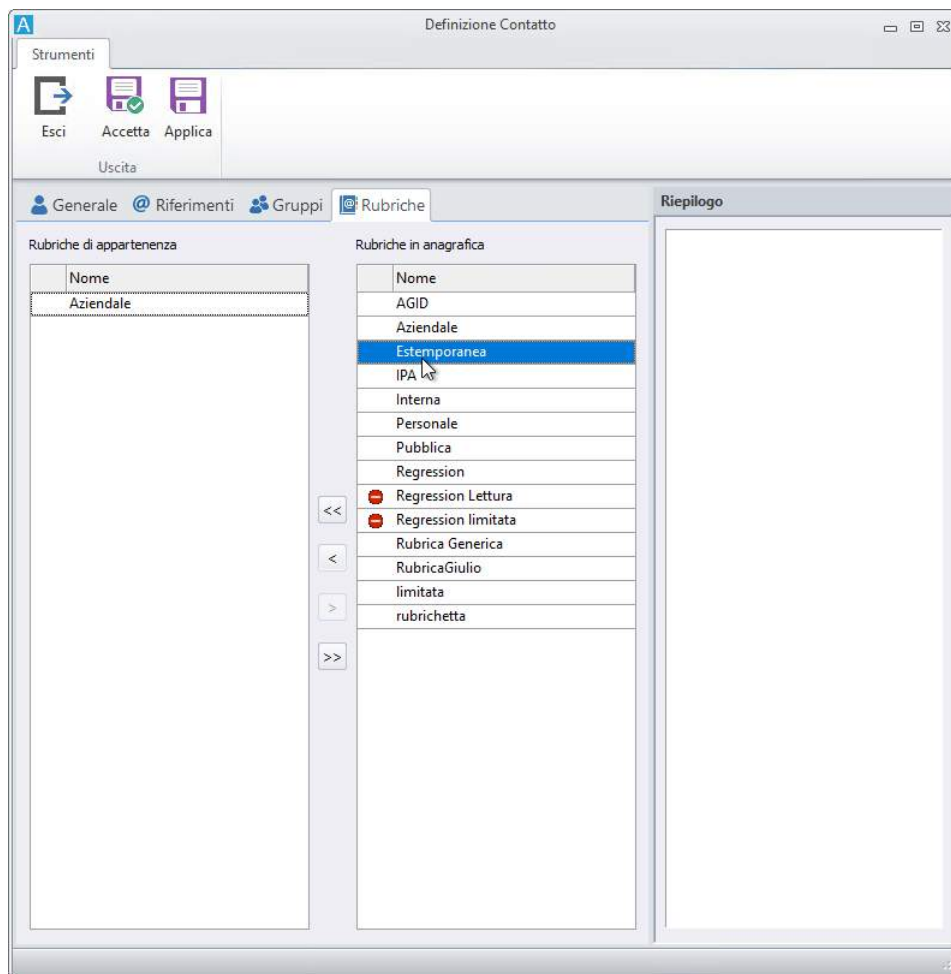 A
Definizione Contatto
Strumenti
Esci Accetta Applica
Uscita
Generale @ Riferimenti Gruppi @ Rubriche
Riepilogo
Rubriche di appartenenza
Nome
Aziendale
Rubriche in anagrafica
Nome
AGID
Aziendale
Estemporanea
IPA
Interna
Personale
Pubblica
Regression
Regression Lettura
Regression limitata
Rubrica Generica
RubricaGiulio
limitata
rubrichetta
<<
<
>
>>